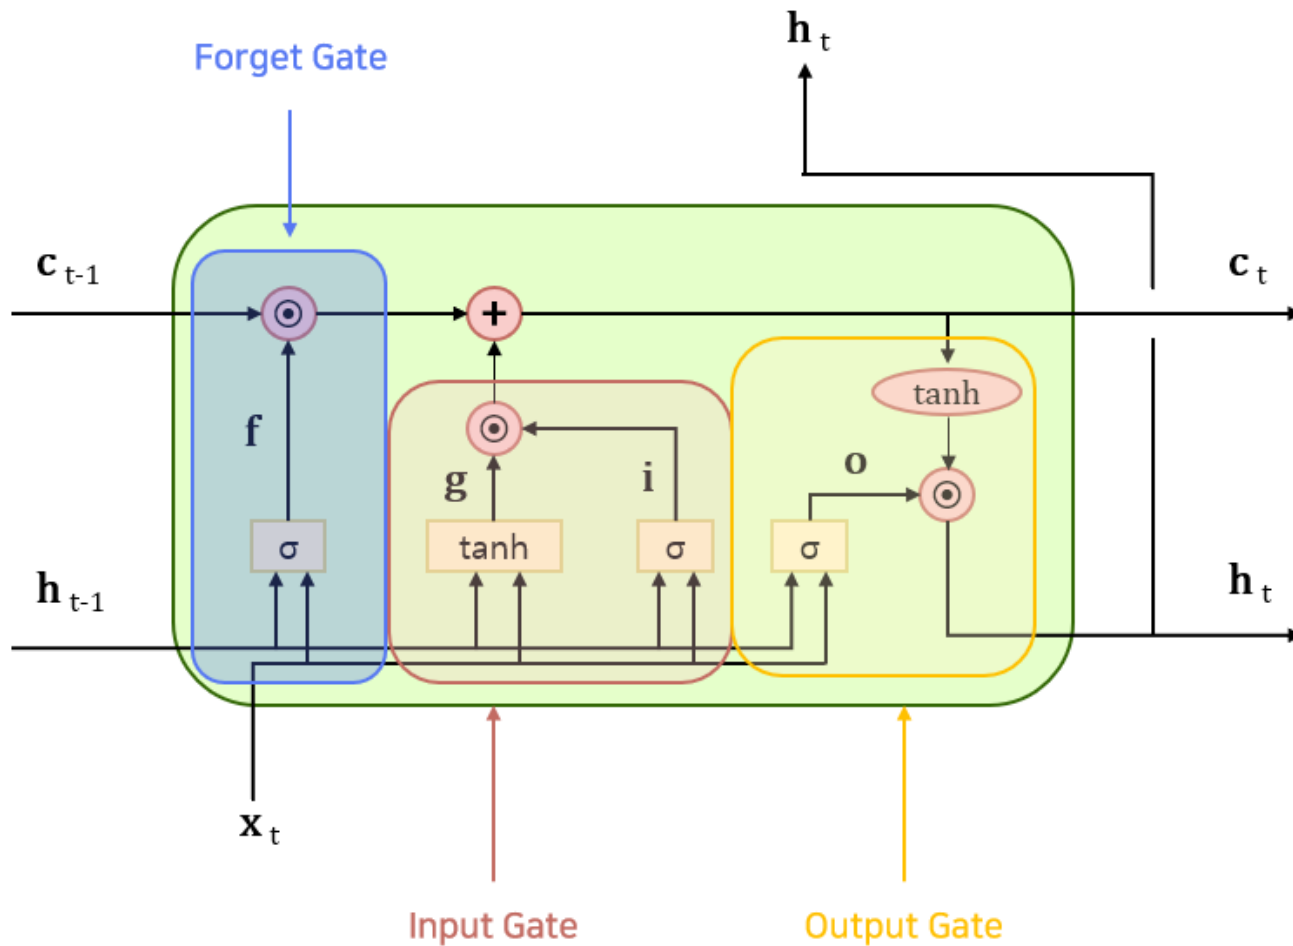 h t
Forget Gate
c t-1
c t
+
tanh
f
o
g
i
σ
tanh
σ
σ
h t-1
h t
x t
Input Gate
Output Gate